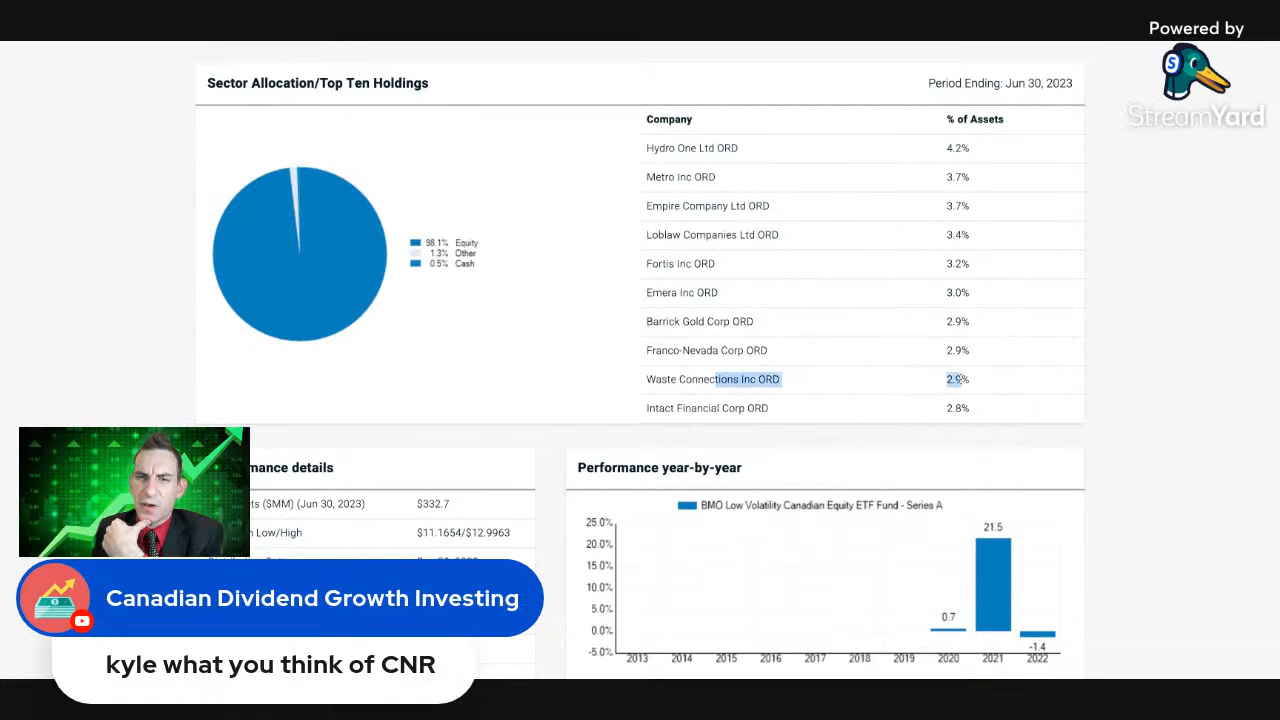 Powered by
StreamYard
Sector Allocation/Top Ten Holdings
Period Ending: Jun 30, 2023
Company % of Assets
Hydro One Ltd ORD 4.2%
Metro Inc ORD 3.7%
Empire Company Ltd ORD 3.7%
Loblaw Companies Ltd ORD 3.4%
Fortis Inc ORD 3.2%
Emera Inc ORD 3.0%
Barrick Gold Corp ORD 2.9%
Franco-Nevada Corp ORD 2.9%
Waste Connections Inc ORD 2.9%
Intact Financial Corp ORD 2.8%
98.1% Equity
1.3% Other
0.5% Cash
mance details
ts ($MM) (Jun 30, 2023) $332.7
Low/High $11.1654/$12.9963
Performance year-by-year
BMO Low Volatility Canadian Equity ETF Fund - Series A
25.0%
20.0%
15.0%
10.0%
5.0%
0.0%
-5.0%
0.7
21.5
-1.4
2013 2014 2015 2016 2017 2018 2019 2020 2021 2022
Canadian Dividend Growth Investing
kyle what you think of CNR